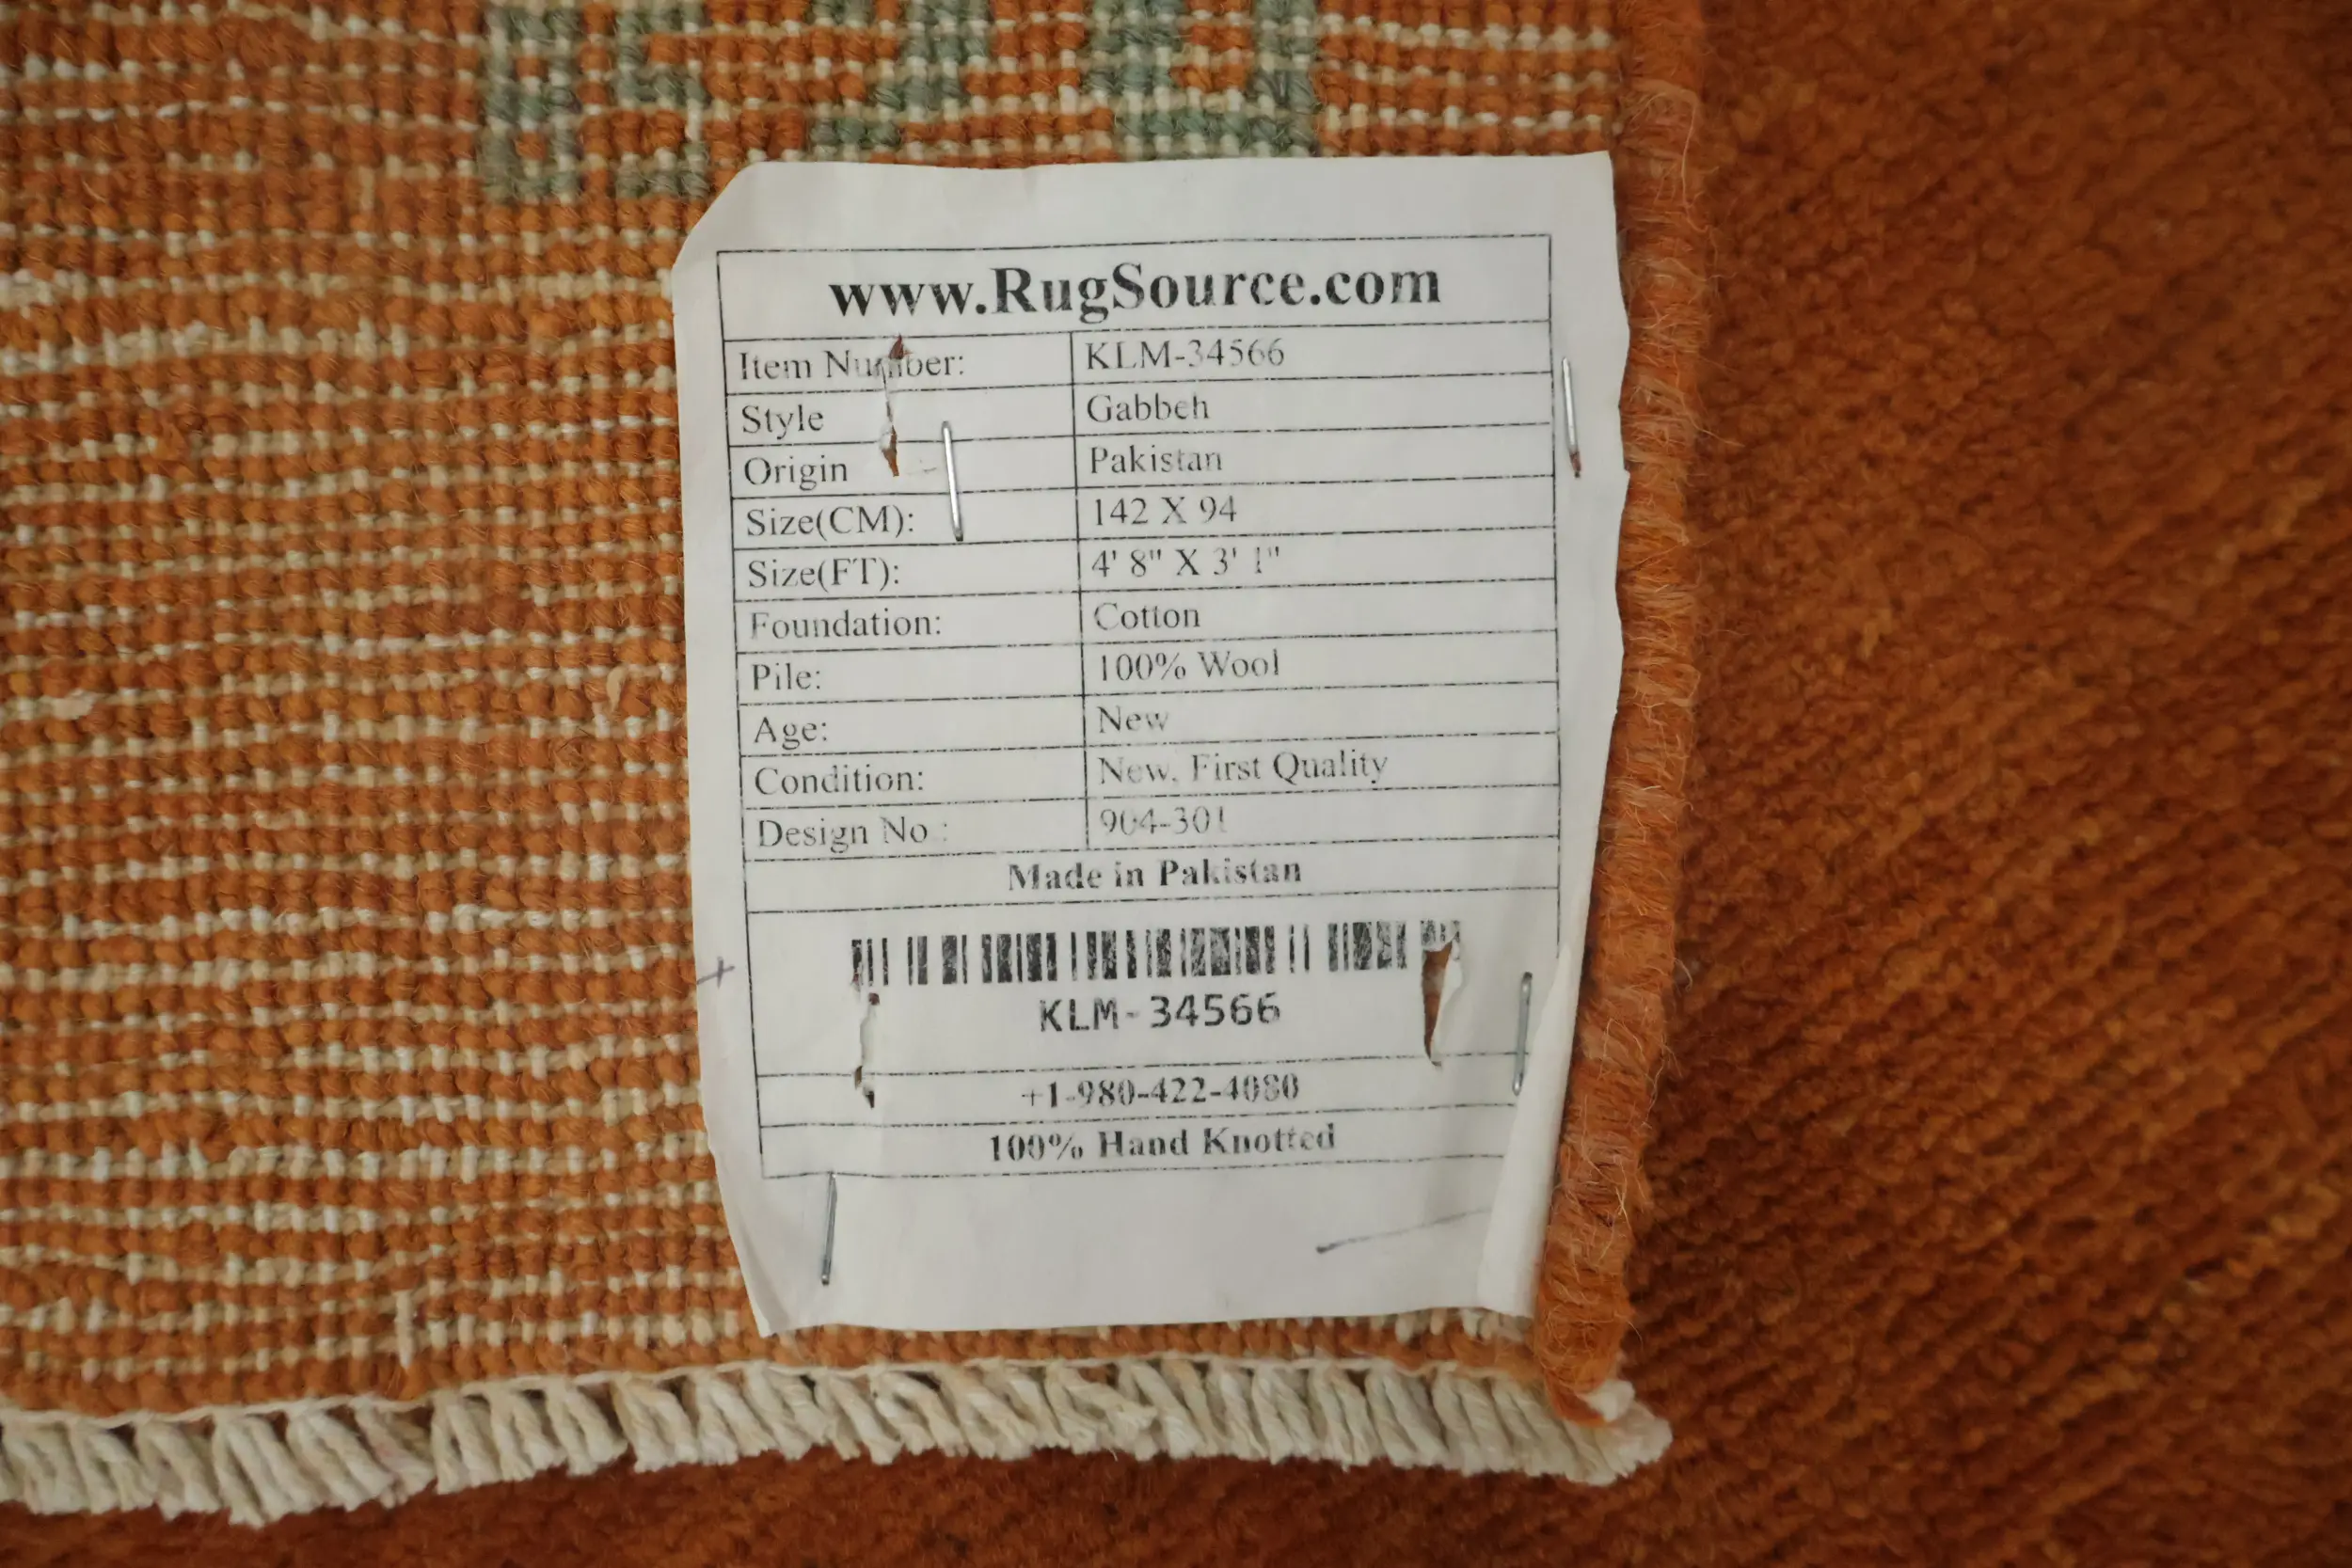 www.RugSource.com
Item Number: KLM-34566
Style Gabbeh
Origin Pakistan
Size(CM): 142 X 94
Size(FT): 4' 8" X 3' 1"
Foundation: Cotton
Pile: 100% Wool
Age: New
Condition: New, First Quality
Design No : 904-301
Made in Pakistan
KLM-34566
+1-980-422-4080
100% Hand Knotted